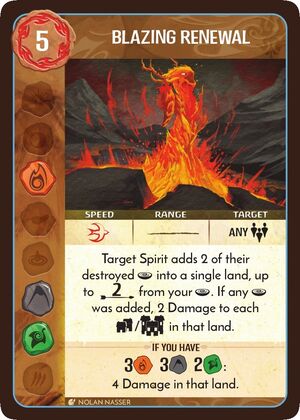 5
BLAZING RENEWAL
SPEED RANGE TARGET
ANY
Target Spirit adds 2 of their
destroyed into a single land, up
to 2 from your . If any
was added, 2 Damage to each
/ in that land.
IF YOU HAVE
3 3 2 :
4 Damage in that land.
NOLAN NASSER